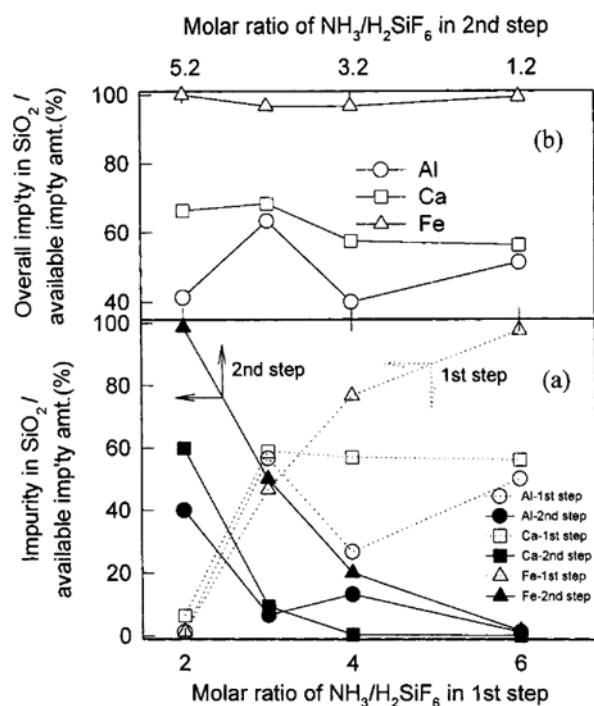 Molar ratio of NH3/H2SiF6 in 2nd step
5.2 3.2 1.2
Overall imp'ty in SiO2 /
available imp'ty amt.(%)
100
80
60
40
(b)
Al
Ca
Fe
Impurity in SiO2/
available imp'ty amt.(%)
100
80
60
40
20
0
2nd step
1st step
(a)
Al-1st step
Al-2nd step
Ca-1st step
Ca-2nd step
Fe-1st step
Fe-2nd step
2 4 6
Molar ratio of NH3/H2SiF6 in 1st step